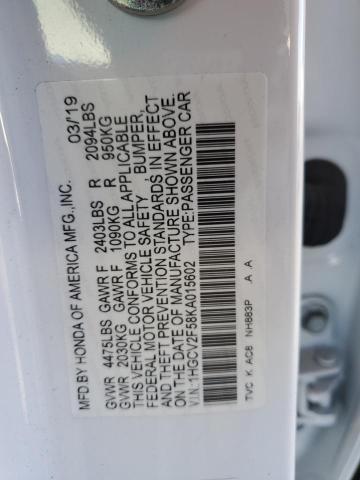 MFD BY HONDA OF AMERICA MFG.,INC. 03/19
GVWR 4475LBS GAWR F 2403LBS R 2094LBS
GVWR 2030KG GAWR F 1090KG R 950KG
THIS VEHICLE CONFORMS TO ALL APPLICABLE
FEDERAL MOTOR VEHICLE SAFETY, BUMPER,
AND THEFT PREVENTION STANDARDS IN EFFECT
ON THE DATE OF MANUFACTURE SHOWN ABOVE.
V.I.N.:1HGCV2F58KA015602 TYPE:PASSENGER CAR
TVC K AC8 NH883P A A